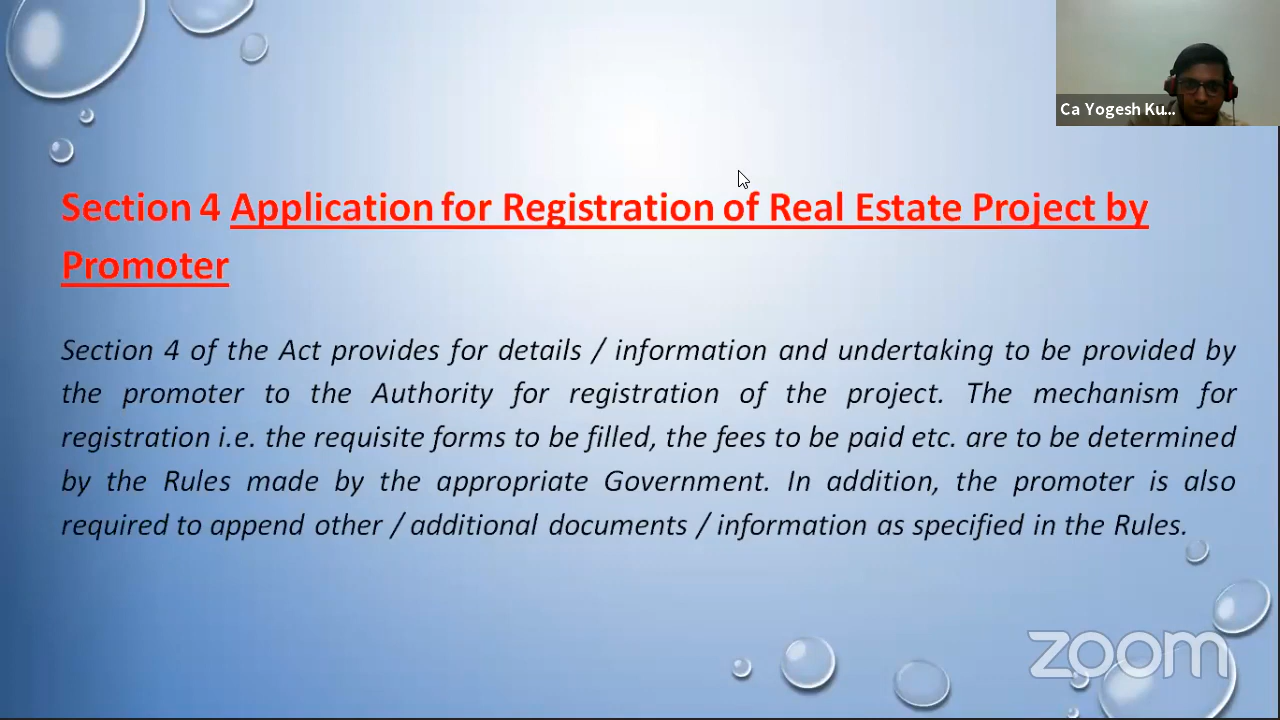 Ca Yogesh Ku...
Section 4 Application for Registration of Real Estate Project by
Promoter
Section 4 of the Act provides for details / information and undertaking to be provided by
the promoter to the Authority for registration of the project. The mechanism for
registration i.e. the requisite forms to be filled, the fees to be paid etc. are to be determined
by the Rules made by the appropriate Government. In addition, the promoter is also
required to append other / additional documents / information as specified in the Rules.
zoom